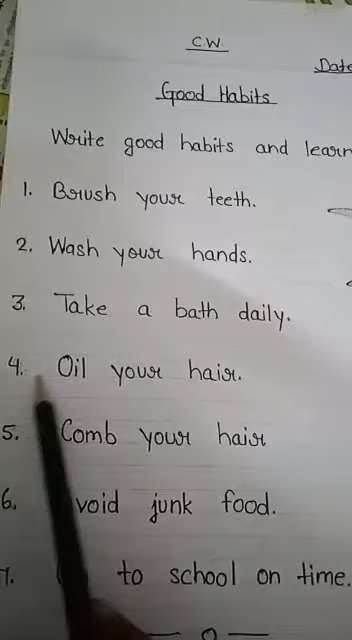 C.W.
Date
Good Habits
Write good habits and learn
1. Brush your teeth.
2. Wash your hands.
3. Take a bath daily.
4. Oil your hair.
5. Comb your hair
6. void junk food.
7. to school on time.